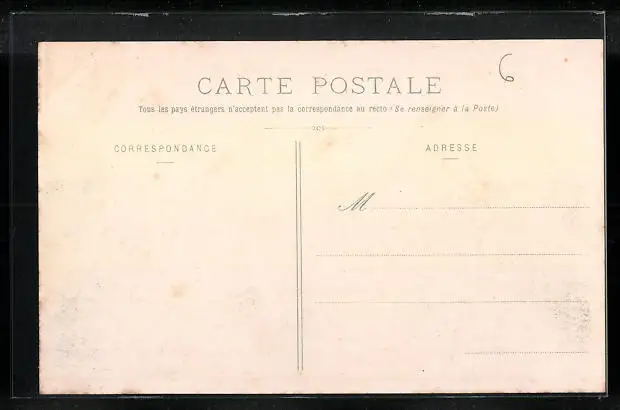 6
CARTE POSTALE
Tous les pays étrangers n'acceptent pas la correspondance au recto (Se renseigner à la Poste)
CORRESPONDANCE
ADRESSE
M